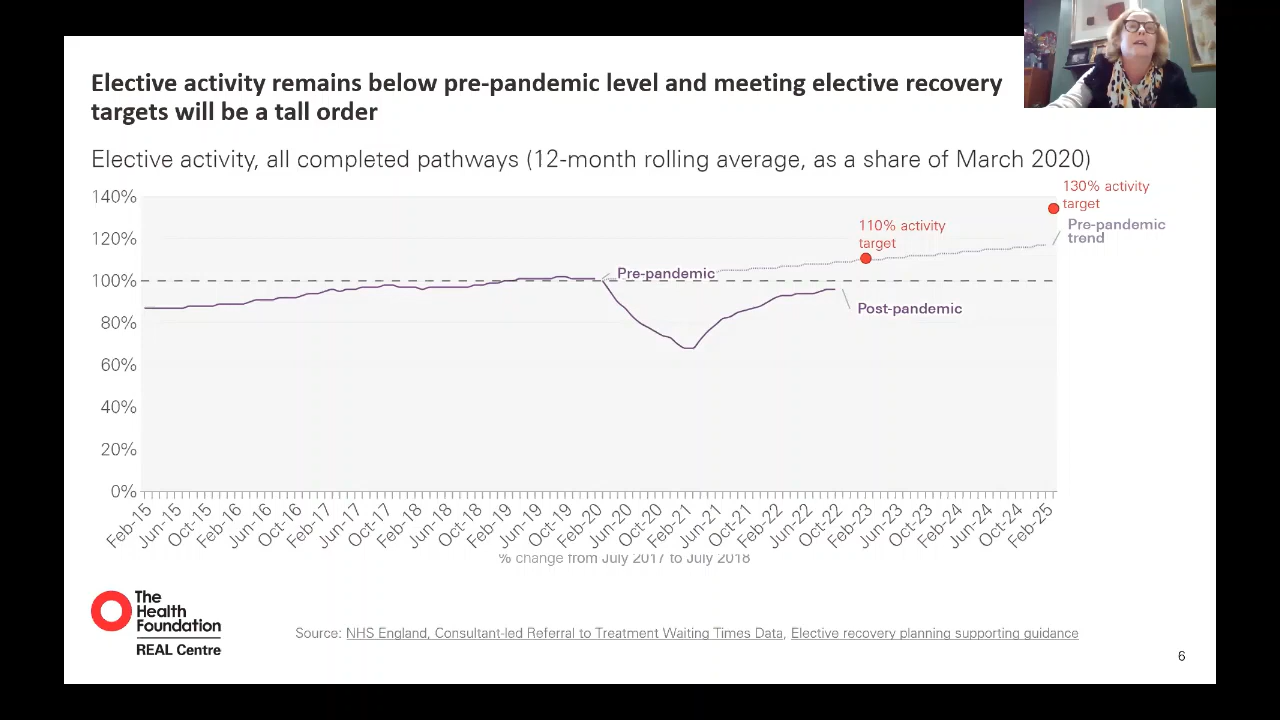 Elective activity remains below pre-pandemic level and meeting elective recovery
targets will be a tall order
Elective activity, all completed pathways (12-month rolling average, as a share of March 2020)
140%
120%
100%
80%
60%
40%
20%
0%
130% activity
target
110% activity
target
Pre-pandemic
trend
Pre-pandemic
Post-pandemic
Feb-15
Jun-15
Oct-15
Feb-16
Jun-16
Oct-16
Feb-17
Jun-17
Oct-17
Feb-18
Jun-18
Oct-18
Feb-19
Jun-19
Oct-19
Feb-20
Jun-20
Oct-20
Feb-21
Jun-21
Oct-21
Feb-22
Jun-22
Oct-22
Feb-23
Jun-23
Oct-23
Feb-24
Jun-24
Oct-24
Feb-25
% change from July 2017 to July 2018
The
Health
Foundation
REAL Centre
Source: NHS England, Consultant-led Referral to Treatment Waiting Times Data, Elective recovery planning supporting guidance
6